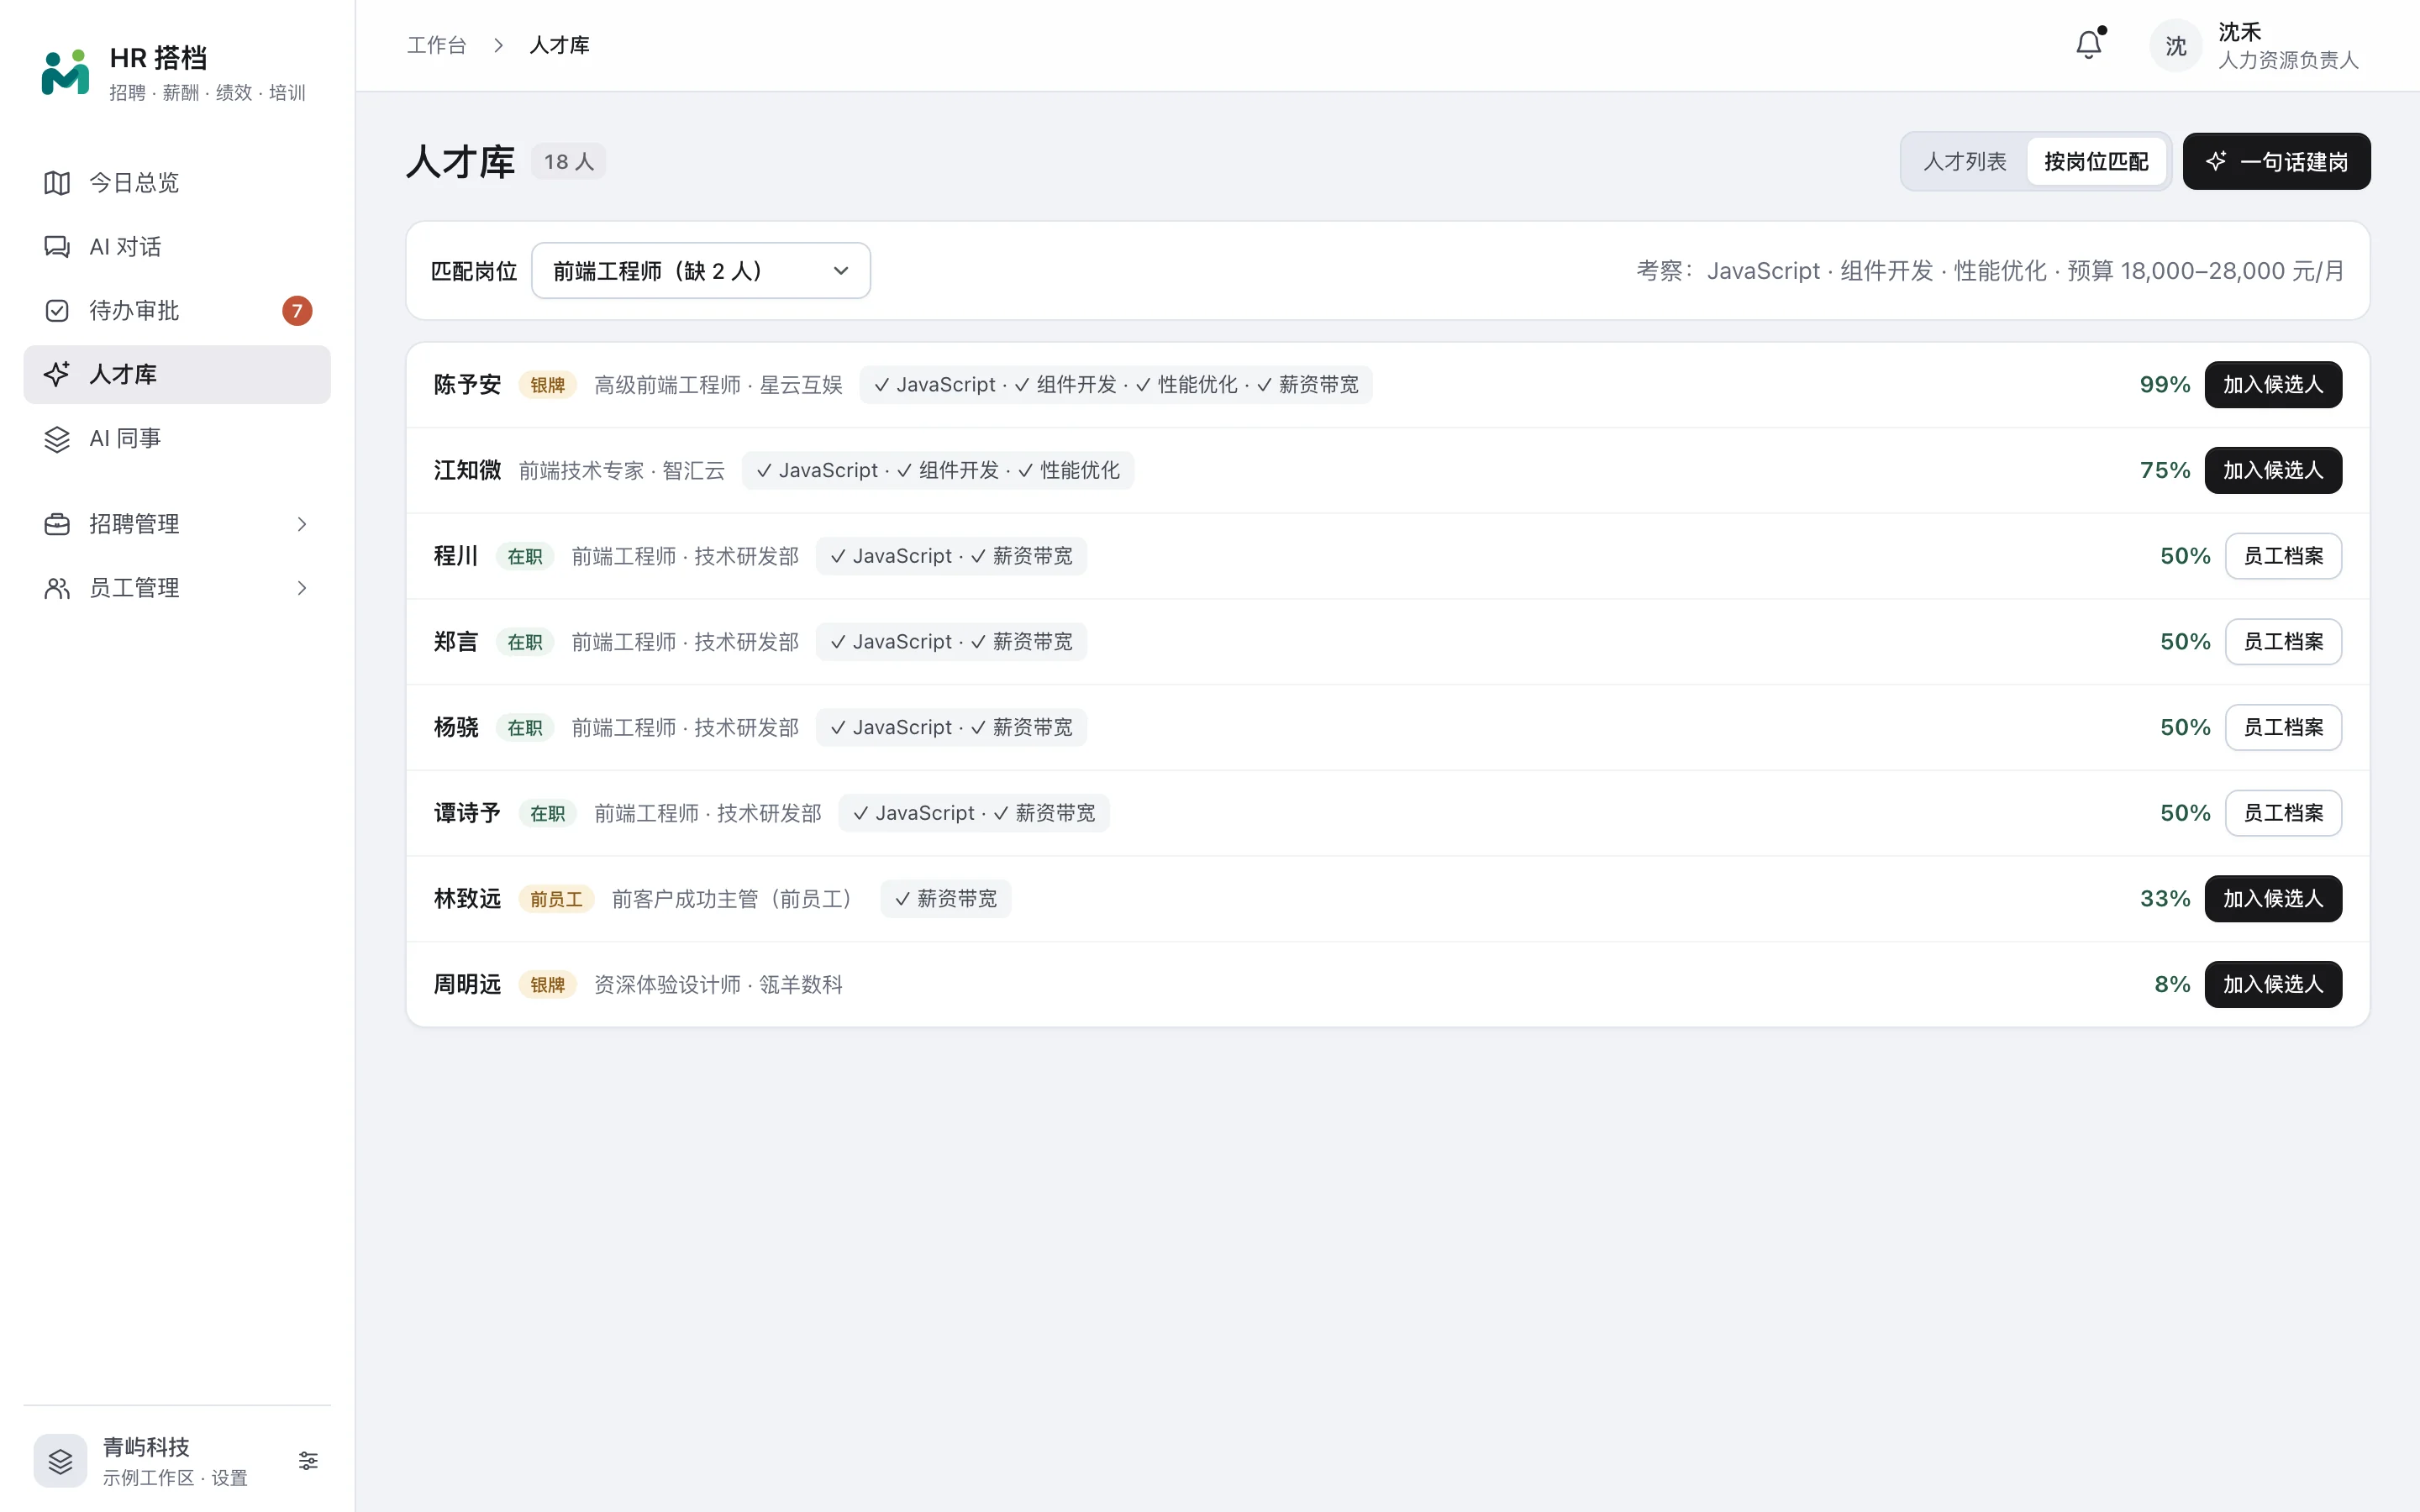 HR 搭档
招聘 · 薪酬 · 绩效 · 培训
今日总览
AI 对话
待办审批 7
人才库
AI 同事
招聘管理
员工管理
青屿科技
示例工作区 · 设置
工作台 > 人才库
沈 沈禾
人力资源负责人
人才库 18 人
人才列表 按岗位匹配 一句话建岗
匹配岗位 前端工程师（缺 2 人） 考察：JavaScript · 组件开发 · 性能优化 · 预算 18,000–28,000 元/月
陈予安 银牌 高级前端工程师 · 星云互娱 ✓ JavaScript · ✓ 组件开发 · ✓ 性能优化 · ✓ 薪资带宽 99% 加入候选人
江知微 前端技术专家 · 智汇云 ✓ JavaScript · ✓ 组件开发 · ✓ 性能优化 75% 加入候选人
程川 在职 前端工程师 · 技术研发部 ✓ JavaScript · ✓ 薪资带宽 50% 员工档案
郑言 在职 前端工程师 · 技术研发部 ✓ JavaScript · ✓ 薪资带宽 50% 员工档案
杨骁 在职 前端工程师 · 技术研发部 ✓ JavaScript · ✓ 薪资带宽 50% 员工档案
谭诗予 在职 前端工程师 · 技术研发部 ✓ JavaScript · ✓ 薪资带宽 50% 员工档案
林致远 前员工 前客户成功主管（前员工） ✓ 薪资带宽 33% 加入候选人
周明远 银牌 资深体验设计师 · 瓴羊数科 8% 加入候选人